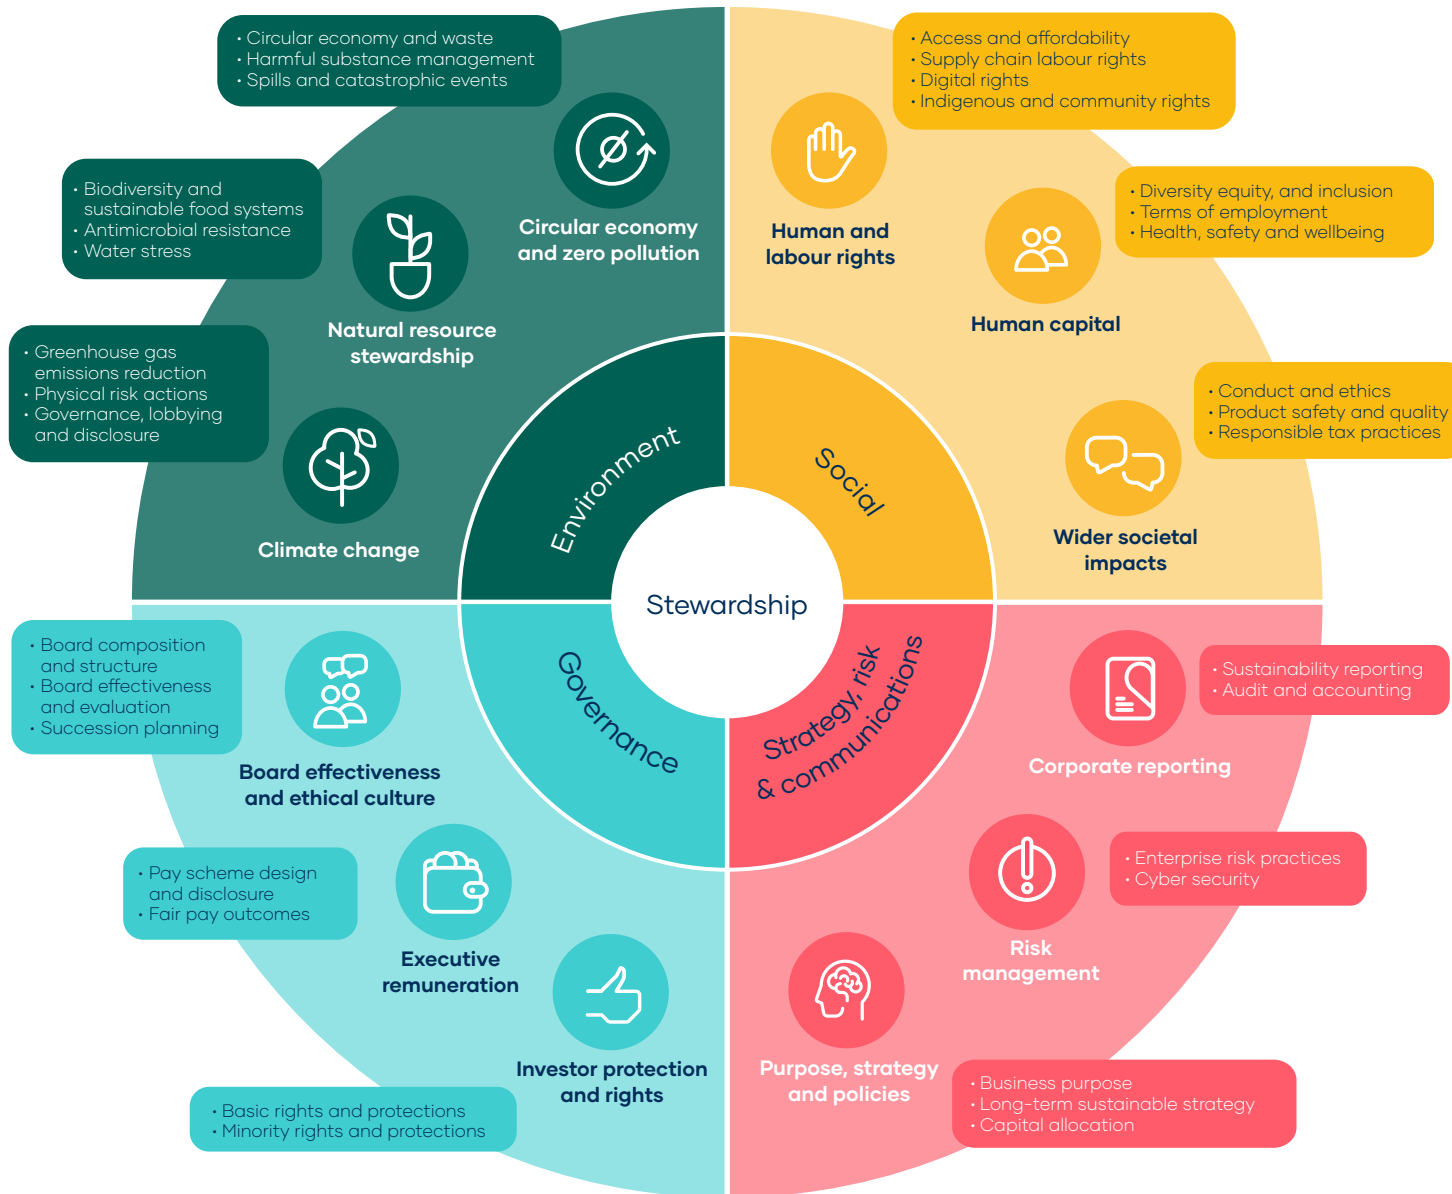 • Circular economy and waste
• Harmful substance management
• Spills and catastrophic events
Circular economy
and zero pollution
• Biodiversity and
sustainable food systems
• Antimicrobial resistance
• Water stress
Natural resource
stewardship
• Greenhouse gas
emissions reduction
• Physical risk actions
• Governance, lobbying
and disclosure
Climate change
Environment
• Access and affordability
• Supply chain labour rights
• Digital rights
• Indigenous and community rights
Human and
labour rights
• Diversity equity, and inclusion
• Terms of employment
• Health, safety and wellbeing
Human capital
• Conduct and ethics
• Product safety and quality
• Responsible tax practices
Wider societal
impacts
Social
Stewardship
Governance
• Board composition
and structure
• Board effectiveness
and evaluation
• Succession planning
Board effectiveness
and ethical culture
• Pay scheme design
and disclosure
• Fair pay outcomes
Executive
remuneration
Investor protection
and rights
• Basic rights and protections
• Minority rights and protections
Strategy, risk
& communications
• Sustainability reporting
• Audit and accounting
Corporate reporting
• Enterprise risk practices
• Cyber security
Risk
management
Purpose, strategy
and policies
• Business purpose
• Long-term sustainable strategy
• Capital allocation